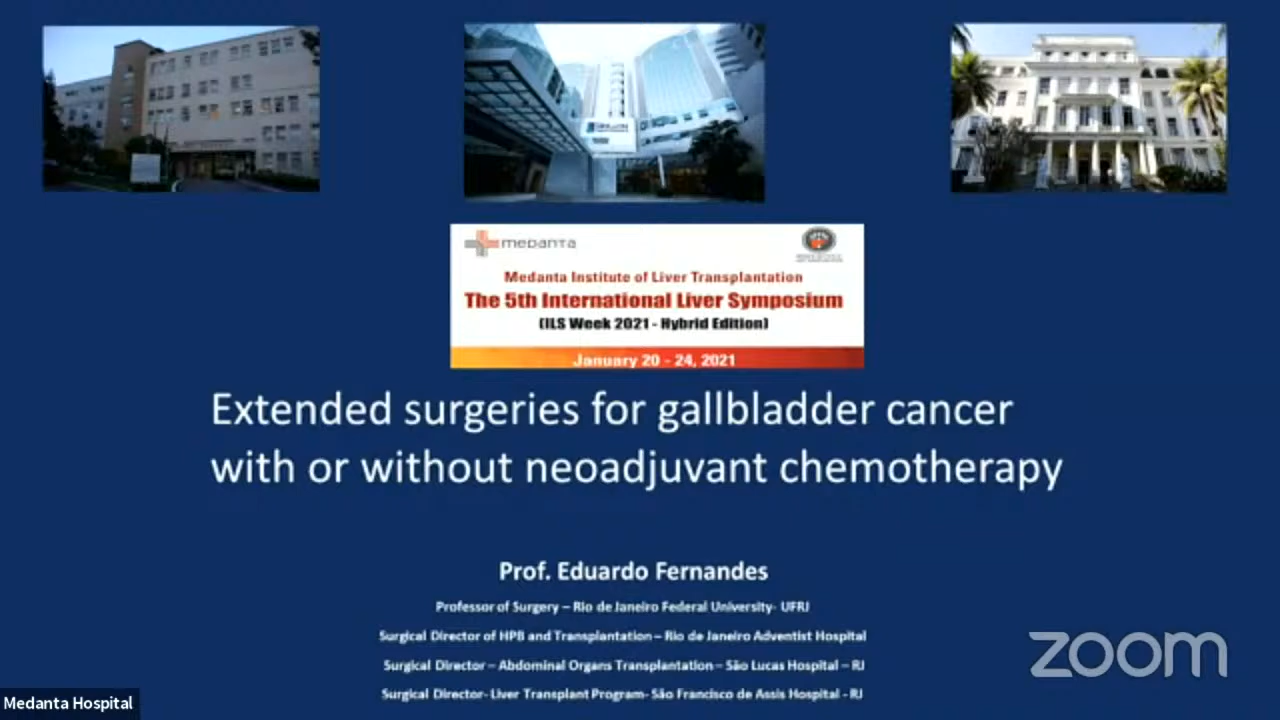 medanta
Medanta Institute of Liver Transplantation
The 5th International Liver Symposium
(ILS Week 2021 - Hybrid Edition)
January 20 - 24, 2021
Extended surgeries for gallbladder cancer
with or without neoadjuvant chemotherapy
Prof. Eduardo Fernandes
Professor of Surgery – Rio de Janeiro Federal University- UFRJ
Surgical Director of HPB and Transplantation – Rio de Janeiro Adventist Hospital
Surgical Director – Abdominal Organs Transplantation – São Lucas Hospital – RJ
Surgical Director- Liver Transplant Program- São Francisco de Assis Hospital - RJ
zoom
Medanta Hospital